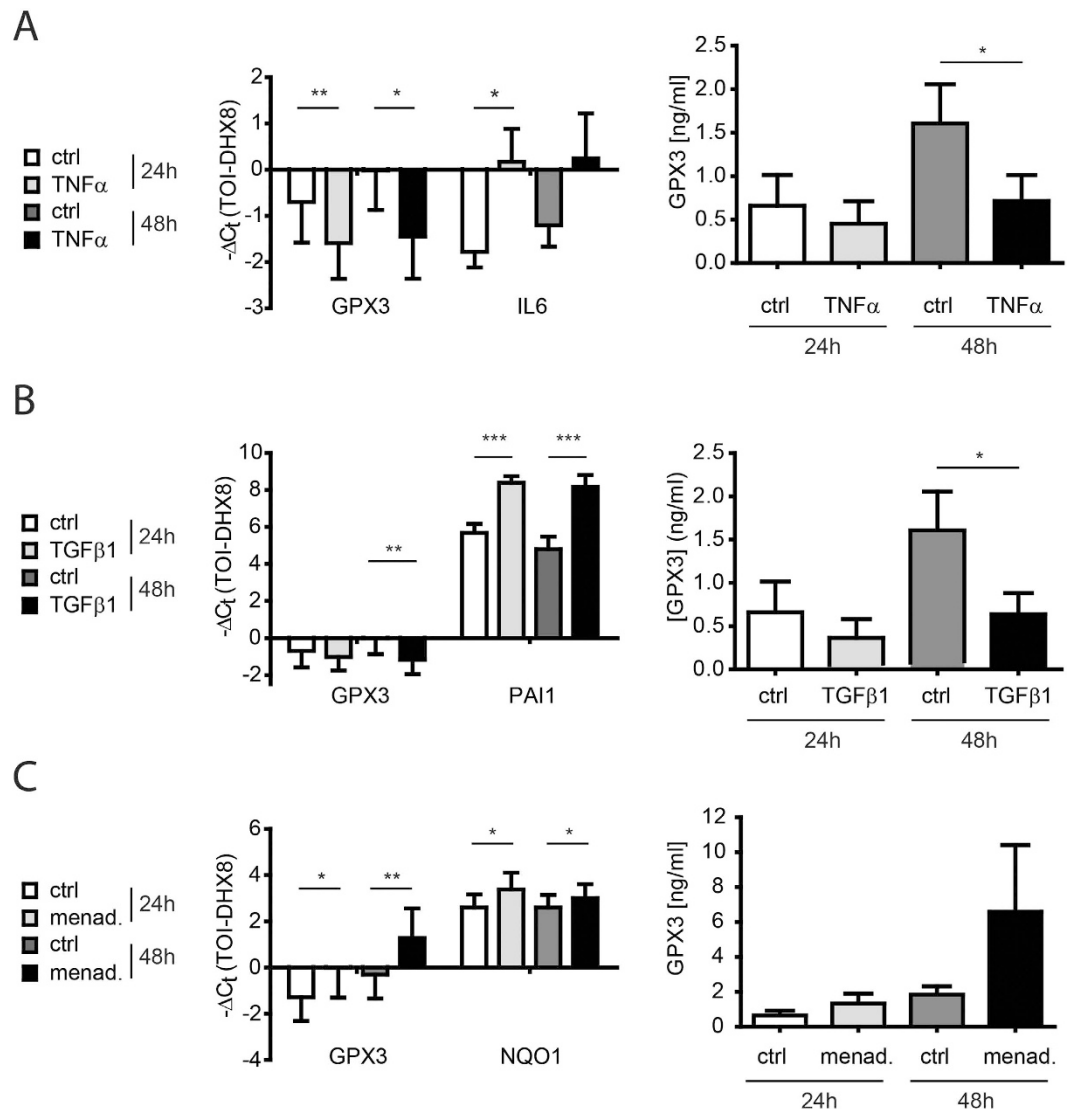 A
ctrl
TNFα
24h
ctrl
TNFα
48h
-ΔCt (TOI-DHX8)
2
1
0
-1
-2
-3
** * *
GPX3 IL6
GPX3 [ng/ml]
2.5
2.0
1.5
1.0
0.5
0.0
*
ctrl TNFα ctrl TNFα
24h 48h
B
ctrl
TGFβ1
24h
ctrl
TGFβ1
48h
-ΔCt (TOI-DHX8)
10
8
6
4
2
0
-2
** *** ***
GPX3 PAI1
[GPX3] (ng/ml)
2.5
2.0
1.5
1.0
0.5
0.0
*
ctrl TGFβ1 ctrl TGFβ1
24h 48h
C
ctrl
menad.
24h
ctrl
menad.
48h
-ΔCt (TOI-DHX8)
6
4
2
0
-2
-4
* ** * *
GPX3 NQO1
GPX3 [ng/ml]
12
10
8
6
4
2
0
ctrl menad. ctrl menad.
24h 48h